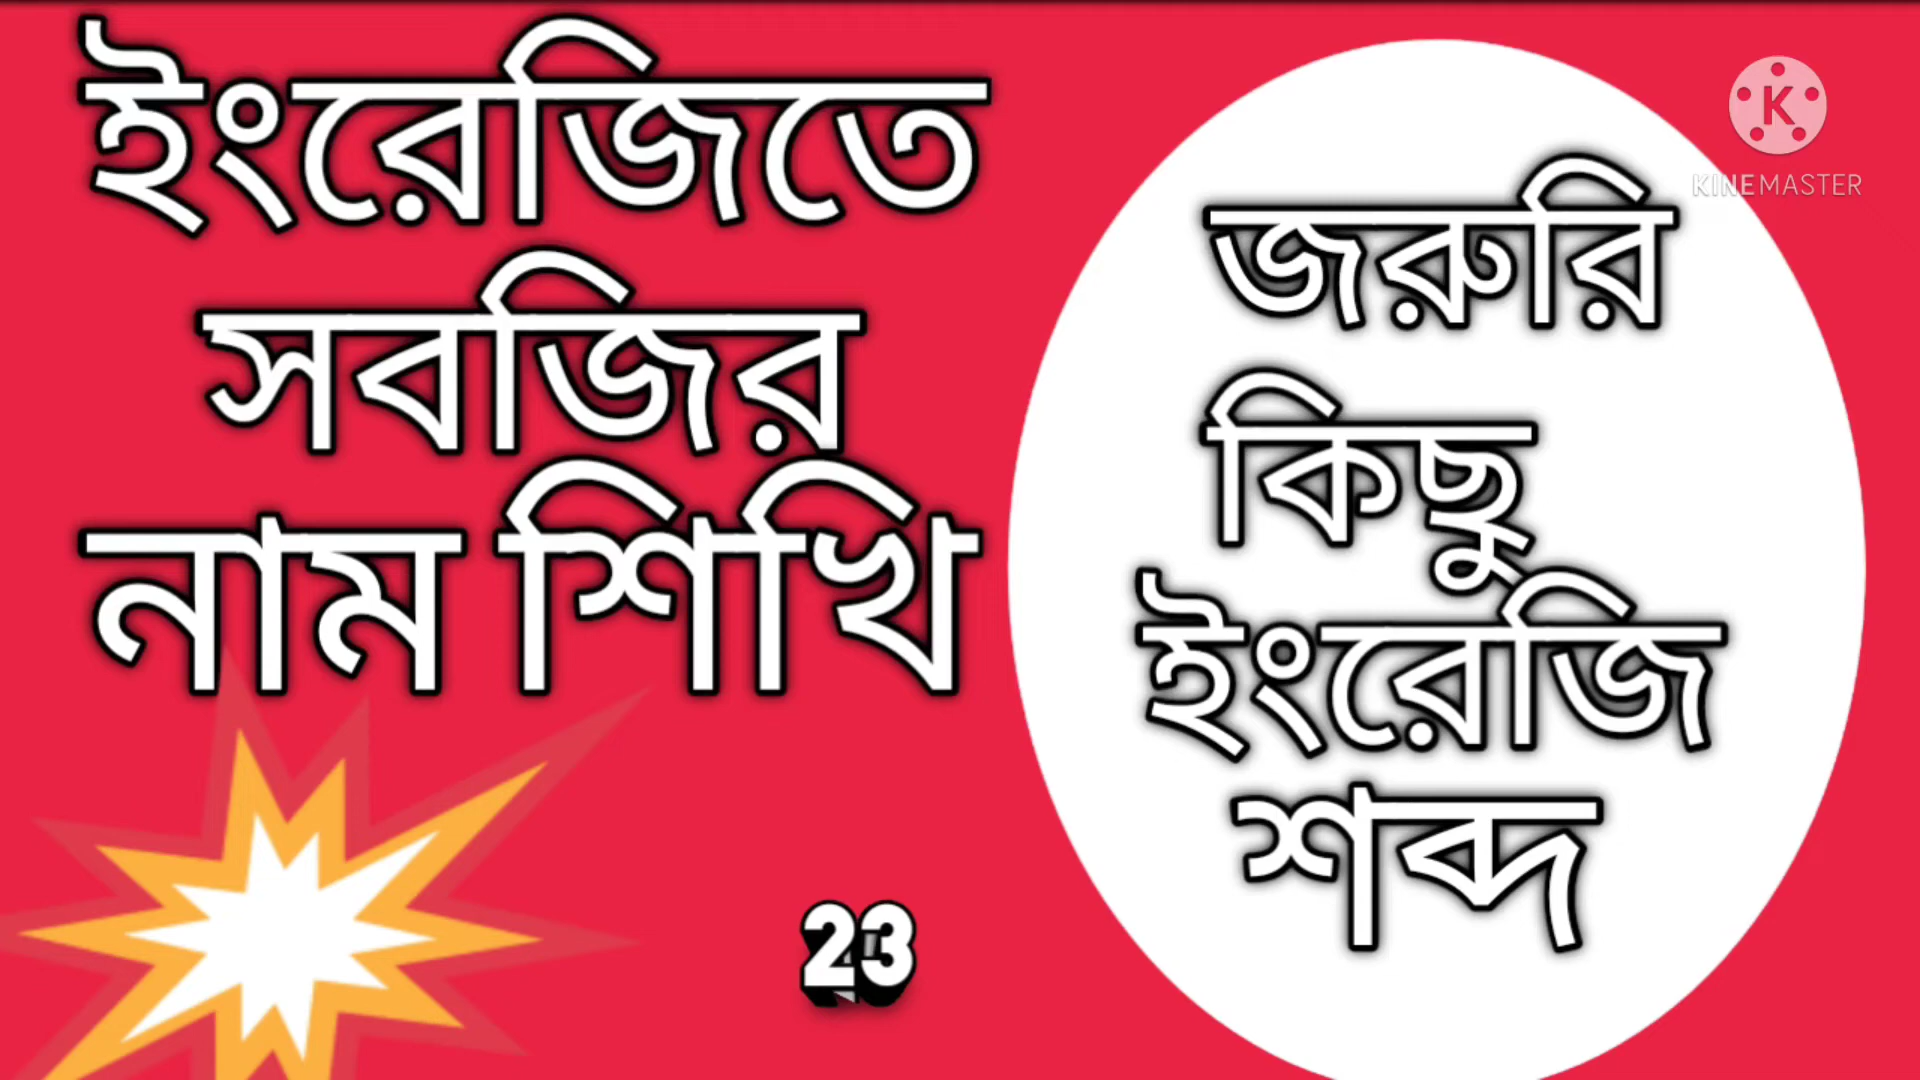 ইংরেজিতে
সবজির
নাম শিখি
জরুরি
কিছু
ইংরেজি
শব্দ
23
K
KINEMASTER